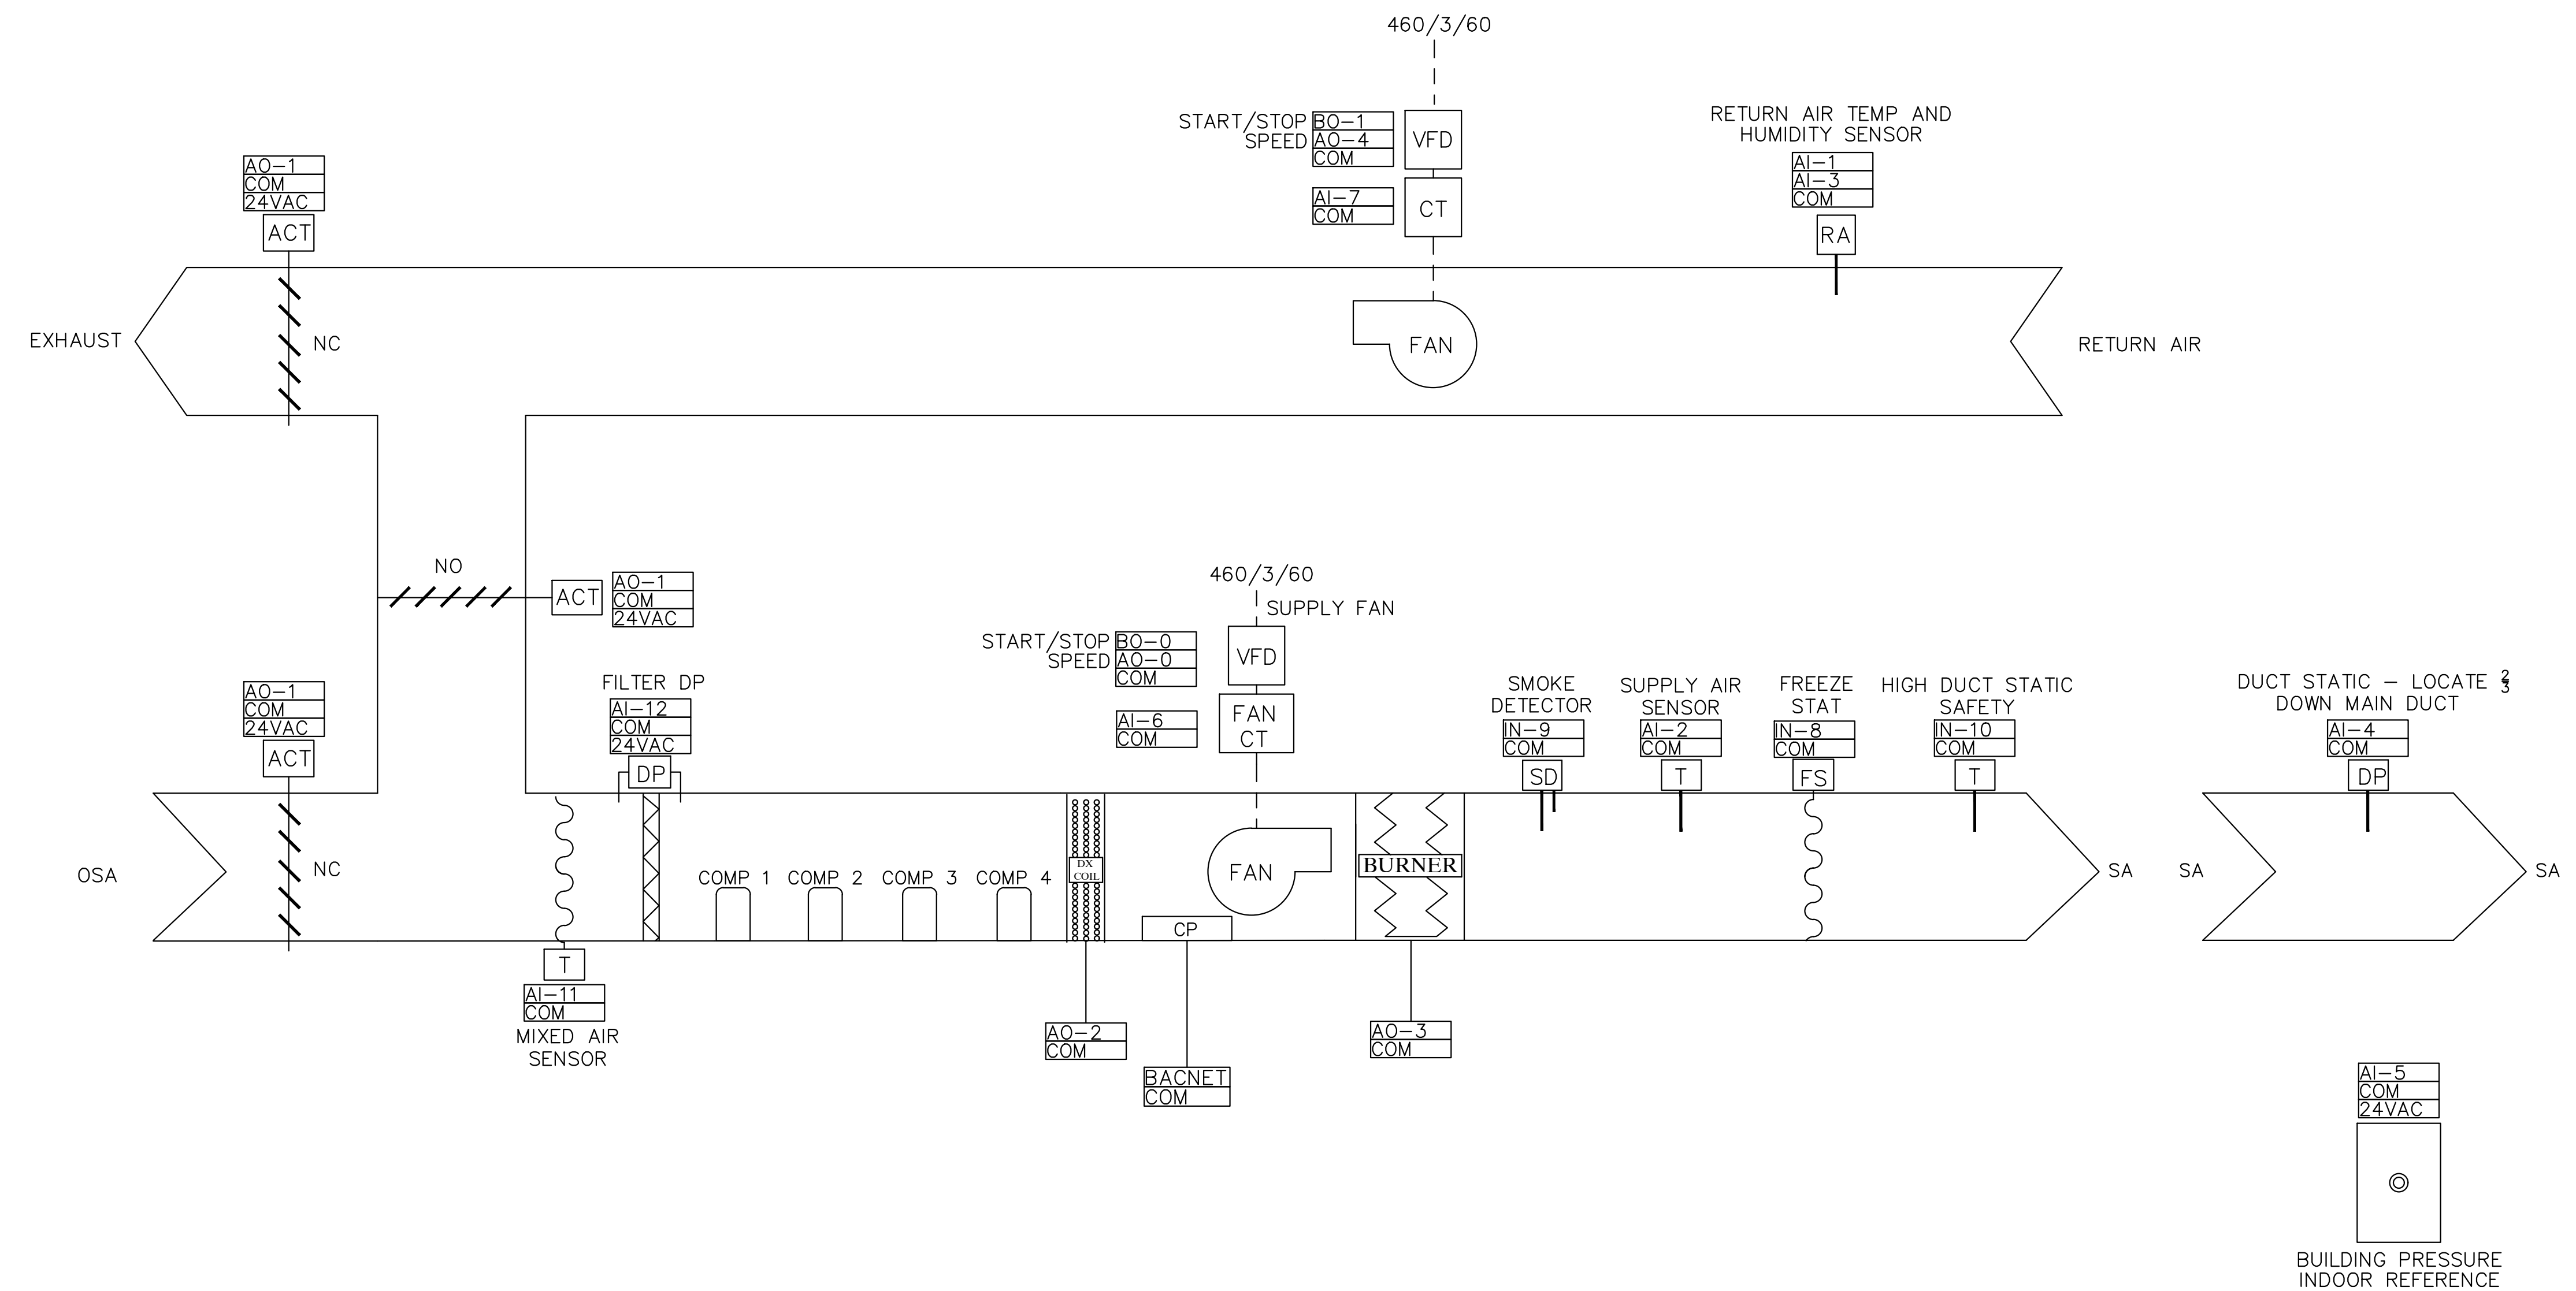 460/3/60
START/STOP
SPEED
BO-1
AO-4
COM
VFD
AI-7
COM
CT
RETURN AIR TEMP AND
HUMIDITY SENSOR
AI-1
AI-3
COM
RA
AO-1
COM
24VAC
ACT
EXHAUST
NC
FAN
RETURN AIR
NO
ACT
AO-1
COM
24VAC
460/3/60
SUPPLY FAN
START/STOP
SPEED
BO-0
AO-0
COM
VFD
AI-6
COM
FAN
CT
AO-1
COM
24VAC
ACT
FILTER DP
AI-12
COM
24VAC
DP
SMOKE
DETECTOR
IN-9
COM
SD
SUPPLY AIR
SENSOR
AI-2
COM
T
FREEZE
STAT
IN-8
COM
FS
HIGH DUCT STATIC
SAFETY
IN-10
COM
T
DUCT STATIC - LOCATE 2/3
DOWN MAIN DUCT
AI-4
COM
DP
OSA
NC
COMP 1
COMP 2
COMP 3
COMP 4
DX
COIL
FAN
CP
BURNER
SA
SA
SA
T
AI-11
COM
MIXED AIR
SENSOR
AO-2
COM
BACNET
COM
AO-3
COM
AI-5
COM
24VAC
BUILDING PRESSURE
INDOOR REFERENCE